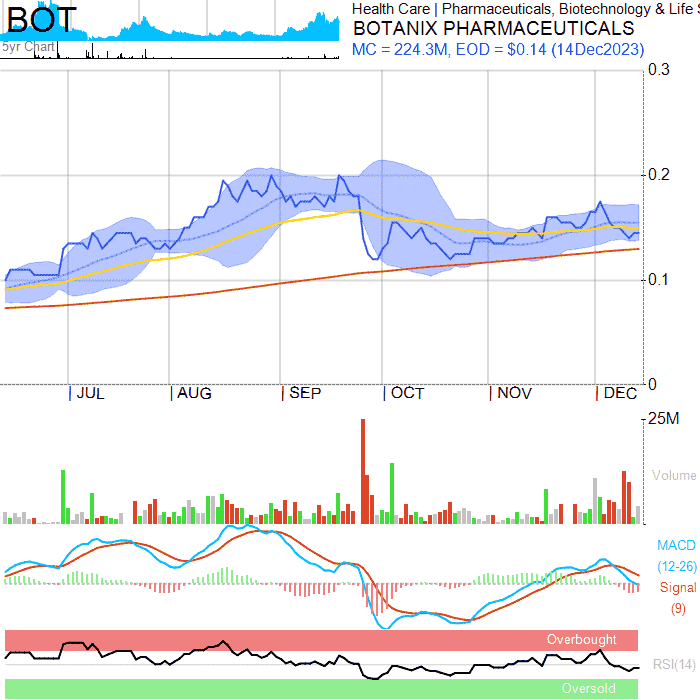 BOT
5yr Chart
Health Care | Pharmaceuticals, Biotechnology & Life S
BOTANIX PHARMACEUTICALS
MC = 224.3M, EOD = $0.14 (14Dec2023)
0.3
0.2
0.1
0
JUL AUG SEP OCT NOV DEC
25M
Volume
MACD
(12-26)
Signal
(9)
Overbought
RSI(14)
Oversold